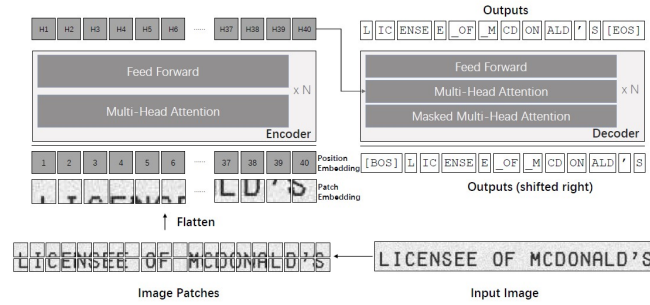 H1 H2 H3 H4 H5 H6 ...... H37 H38 H39 H40
Outputs
L IC ENSE E _OF _M CD ON ALD ' S [EOS]
Feed Forward
Multi-Head Attention
x N
Encoder
Feed Forward
Multi-Head Attention
Masked Multi-Head Attention
x N
Decoder
1 2 3 4 5 6 ...... 37 38 39 40
Position Embedding
[BOS] L IC ENSE E _OF _M CD ON ALD ' S
Patch Embedding
Outputs (shifted right)
Flatten
LICENSEE OF MCDONALD'S
LICENSEE OF MCDONALD'S
Image Patches
Input Image